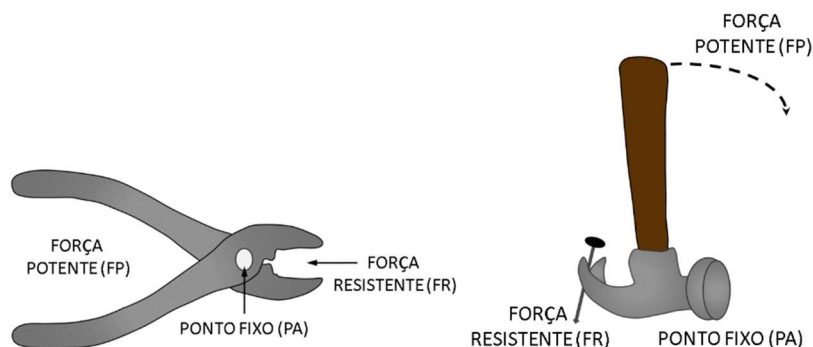 FORÇA
POTENTE (FP)
FORÇA
RESISTENTE (FR)
PONTO FIXO (PA)
FORÇA
POTENTE (FP)
FORÇA
RESISTENTE (FR)
PONTO FIXO (PA)